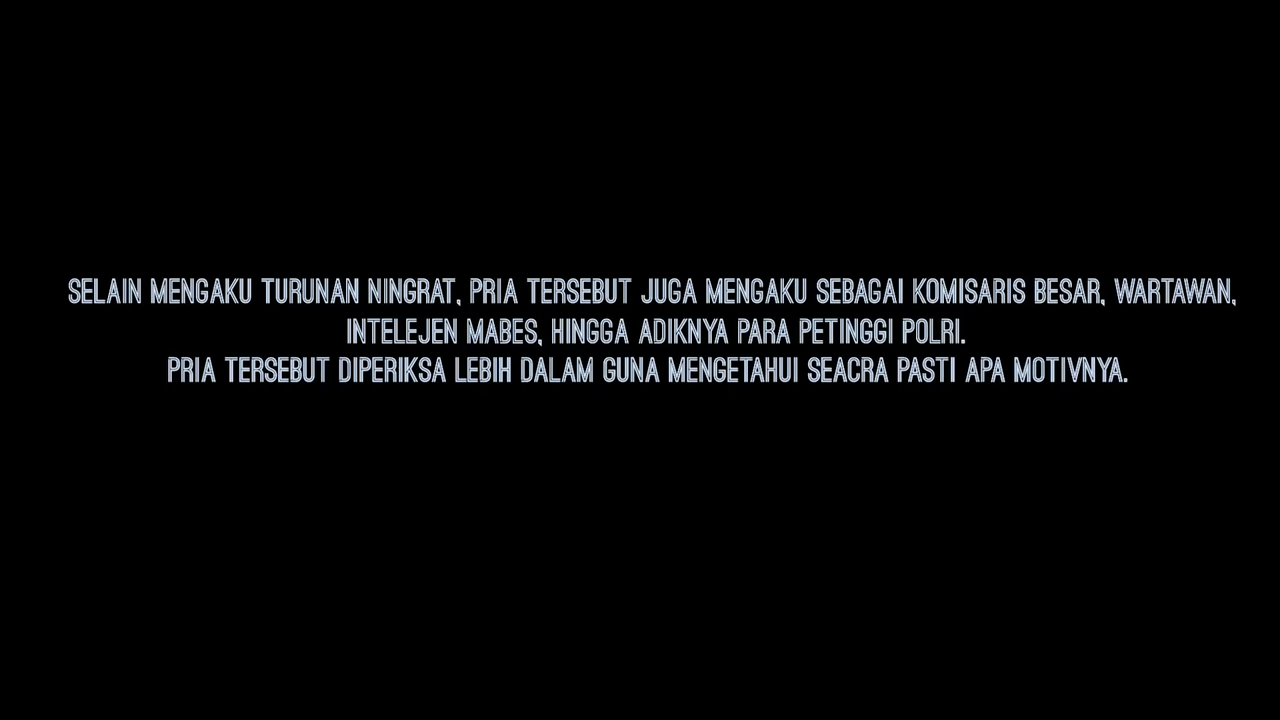 SELAIN MENGAKU TURUNAN NINGRAT, PRIA TERSEBUT JUGA MENGAKU SEBAGAI KOMISARIS BESAR, WARTAWAN,
INTELEJEN MABES, HINGGA ADIKNYA PARA PETINGGI POLRI.
PRIA TERSEBUT DIPERIKSA LEBIH DALAM GUNA MENGETAHUI SEACRA PASTI APA MOTIVNYA.